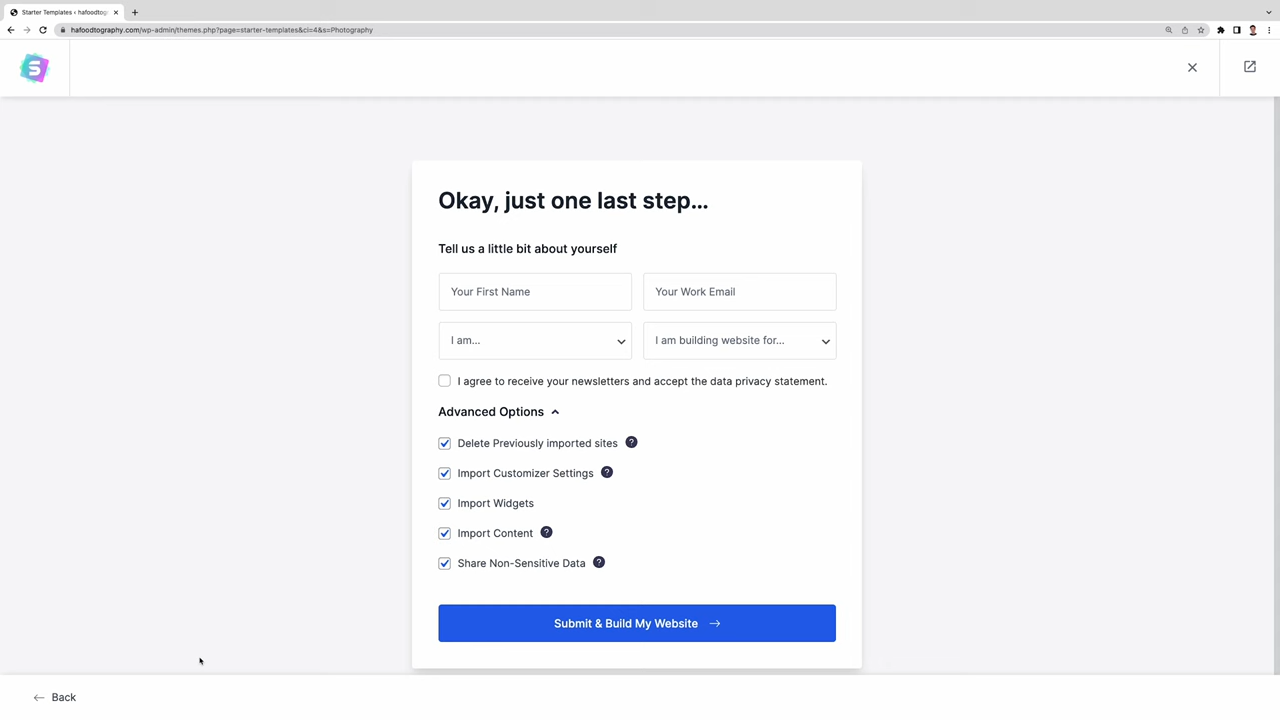 Starter Templates ‹ hafoodtog
hafoodtography.com/wp-admin/themes.php?page=starter-templates&ci=4&s=Photography
S
Okay, just one last step...
Tell us a little bit about yourself
Your First Name
Your Work Email
I am...
I am building website for...
I agree to receive your newsletters and accept the data privacy statement.
Advanced Options
Delete Previously imported sites ?
Import Customizer Settings ?
Import Widgets
Import Content ?
Share Non-Sensitive Data ?
Submit & Build My Website →
← Back